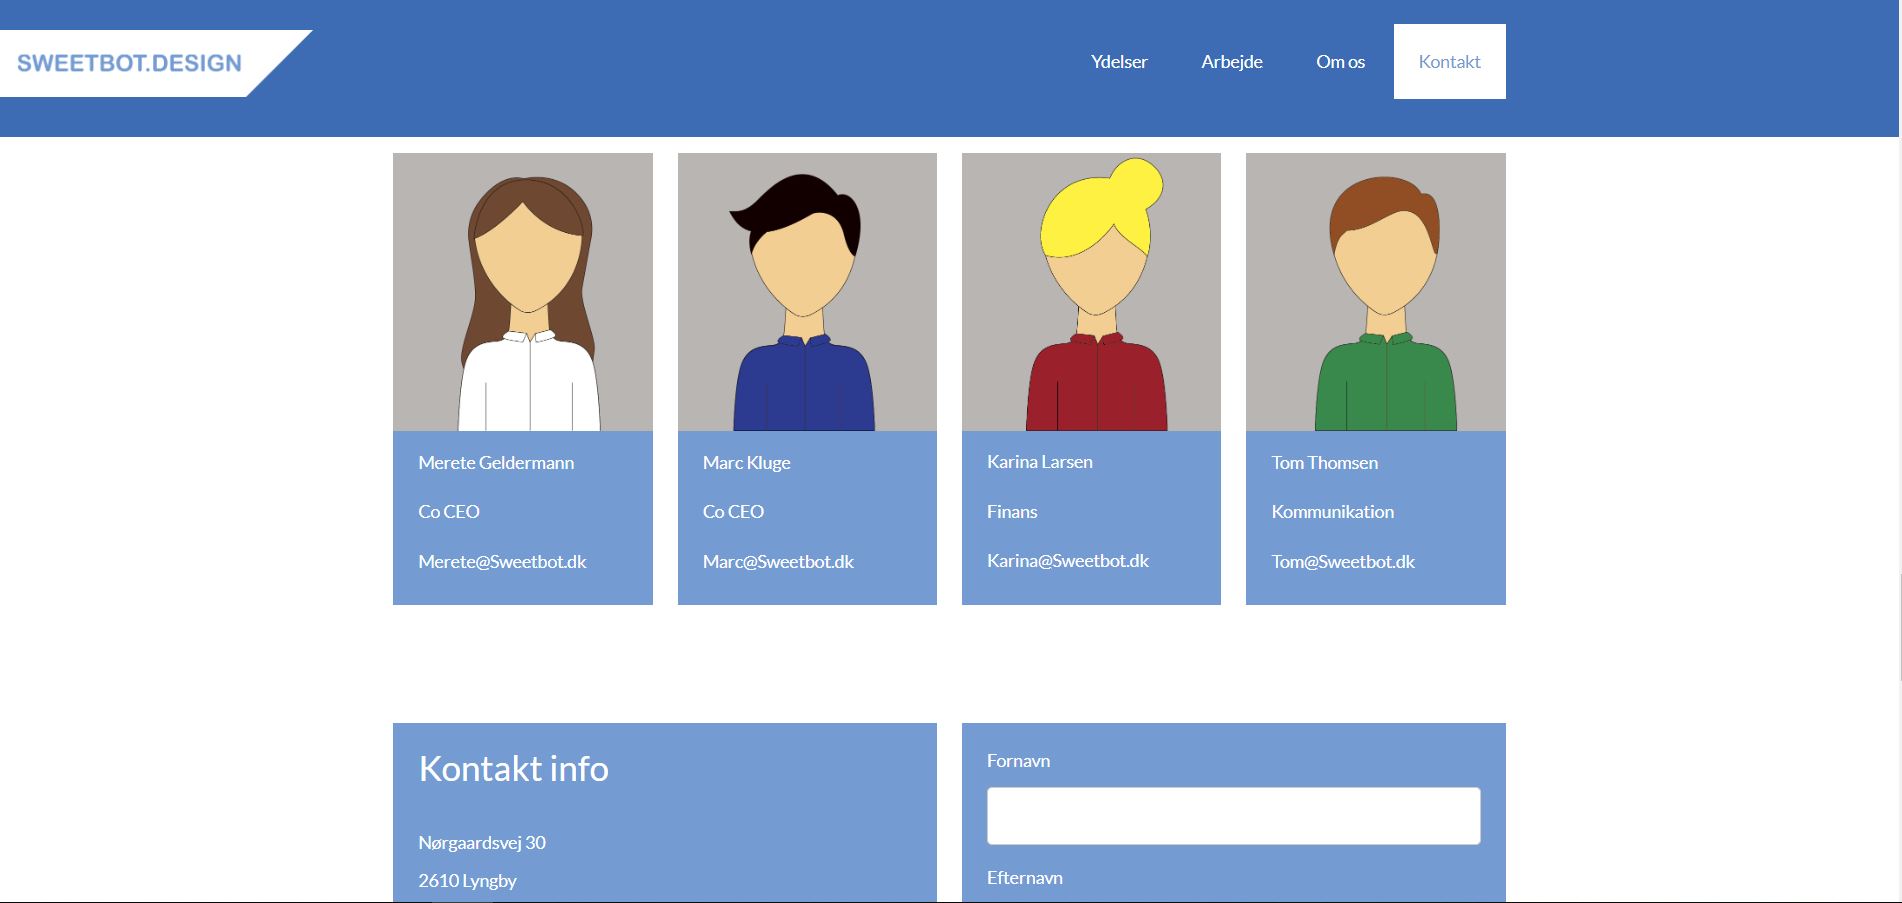 SWEETBOT.DESIGN
Ydelser
Arbejde
Om os
Kontakt
Merete Geldermann
Co CEO
Merete@Sweetbot.dk
Marc Kluge
Co CEO
Marc@Sweetbot.dk
Karina Larsen
Finans
Karina@Sweetbot.dk
Tom Thomsen
Kommunikation
Tom@Sweetbot.dk
Kontakt info
Nørgaardsvej 30
2610 Lyngby
Fornavn
Efternavn